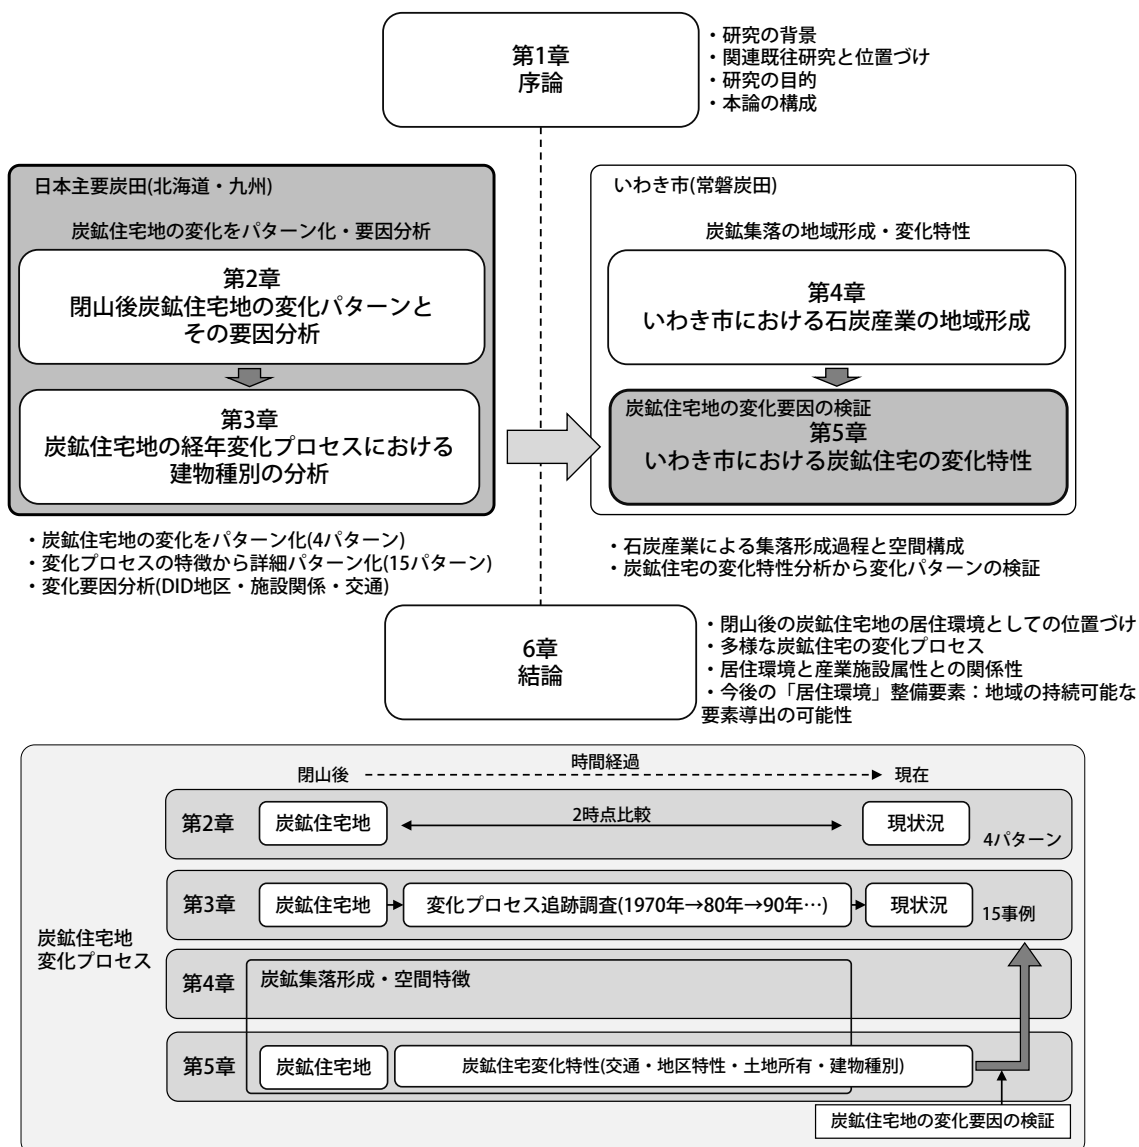 第1章
序論
・研究の背景
・関連既往研究と位置づけ
・研究の目的
・本論の構成
日本主要炭田(北海道・九州)
炭鉱住宅地の変化をパターン化・要因分析
第2章
閉山後炭鉱住宅地の変化パターンと
その要因分析
第3章
炭鉱住宅地の経年変化プロセスにおける
建物種別の分析
・炭鉱住宅地の変化をパターン化(4パターン)
・変化プロセスの特徴から詳細パターン化(15パターン)
・変化要因分析(DID地区・施設関係・交通)
いわき市(常磐炭田)
炭鉱集落の地域形成・変化特性
第4章
いわき市における石炭産業の地域形成
炭鉱住宅地の変化要因の検証
第5章
いわき市における炭鉱住宅の変化特性
・石炭産業による集落形成過程と空間構成
・炭鉱住宅の変化特性分析から変化パターンの検証
6章
結論
・閉山後の炭鉱住宅地の居住環境としての位置づけ
・多様な炭鉱住宅の変化プロセス
・居住環境と産業施設属性との関係性
・今後の「居住環境」整備要素：地域の持続可能な
要素導出の可能性
時間経過
閉山後
現在
炭鉱住宅地
変化プロセス
第2章
炭鉱住宅地
2時点比較
現状況
4パターン
第3章
炭鉱住宅地
変化プロセス追跡調査(1970年→80年→90年…)
現状況
15事例
第4章
炭鉱集落形成・空間特徴
第5章
炭鉱住宅地
炭鉱住宅変化特性(交通・地区特性・土地所有・建物種別)
炭鉱住宅地の変化要因の検証